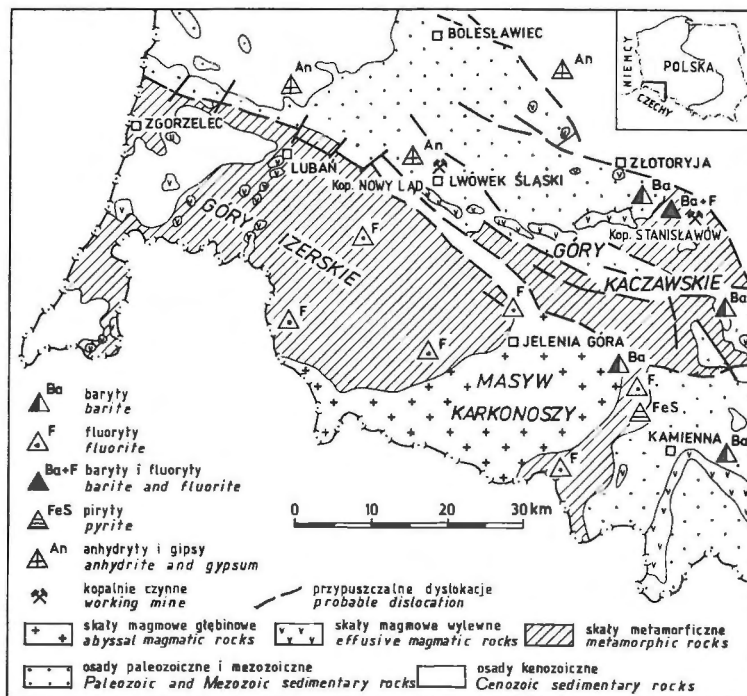 BOLESŁAWIEC
NIEMCY
POLSKA
CZECHY
An
An
ZGORZELEC
An
LUBAŃ
Kop. NOWY LĄD
LWÓWEK ŚLĄSKI
ZŁOTORYJA
Ba
Ba+F
Kop. STANISŁAWÓW
GÓRY
IZERSKIE
F
GÓRY
KACZAWSKIE
F
F
Ba
F
JELENIA GÓRA
Ba
MASYW
KARKONOSZY
F
FeS
KAMIENNA
Ba
F
Ba baryty
barite
F fluoryty
fluorite
Ba+F baryty i fluoryty
barite and fluorite
FeS piryty
pyrite
An anhydryty i gipsy
anhydrite and gypsum
kopalnie czynne
working mine
0 10 20 30 km
przypuszczalne dyslokacje
probable dislocation
skały magmowe głębinowe
abyssal magmatic rocks
skały magmowe wylewne
effusive magmatic rocks
skały metamorficzne
metamorphic rocks
osady paleozoiczne i mezozoiczne
Paleozoic and Mezozoic sedimentary rocks
osady kenozoiczne
Cenozoic sedimentary rocks